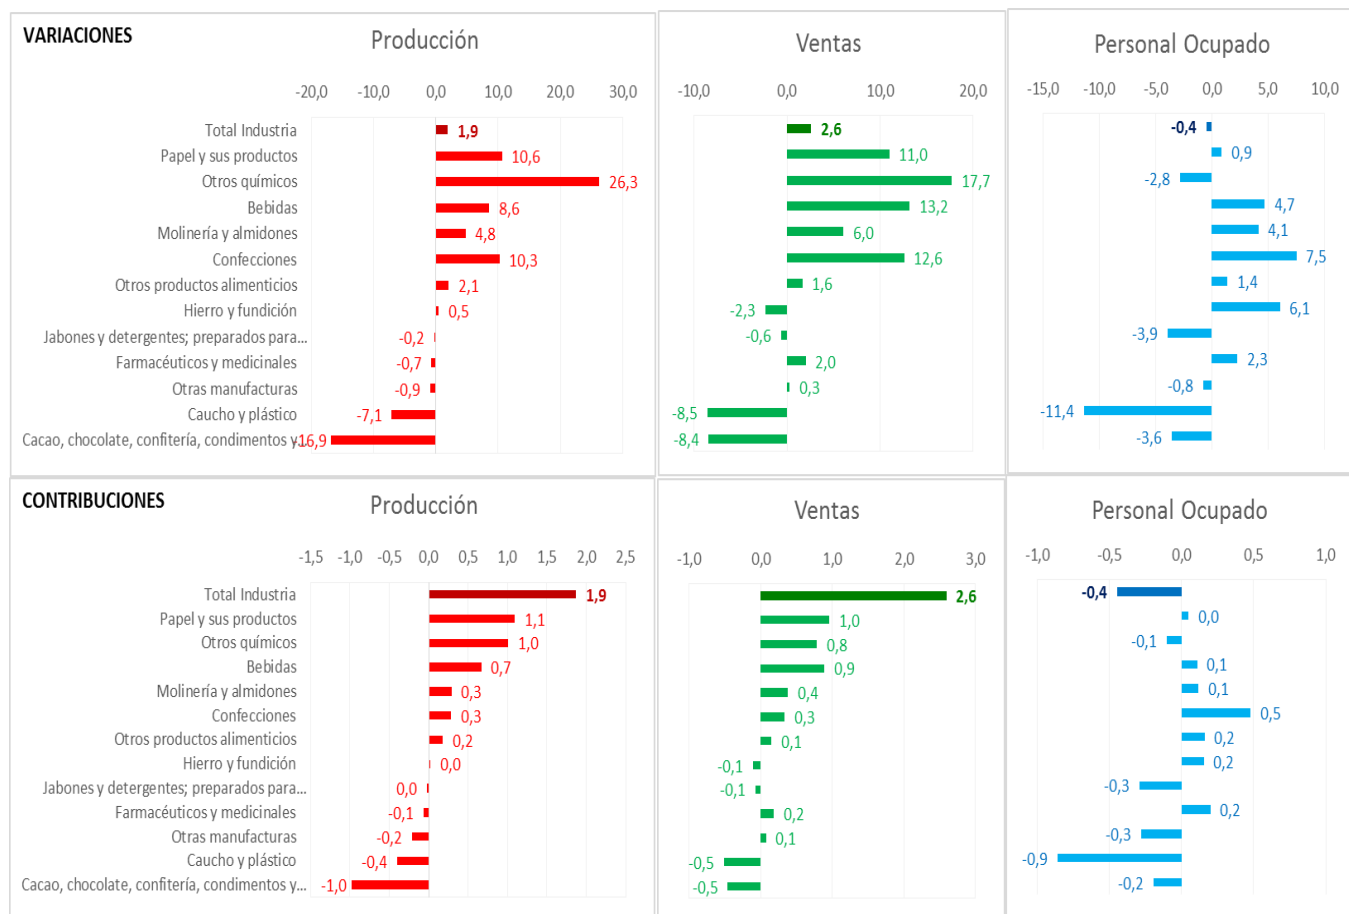 VARIACIONES
Producción
-20,0 -10,0 0,0 10,0 20,0 30,0
Total Industria 1,9
Papel y sus productos 10,6
Otros químicos 26,3
Bebidas 8,6
Molinería y almidones 4,8
Confecciones 10,3
Otros productos alimenticios 2,1
Hierro y fundición 0,5
Jabones y detergentes; preparados para... -0,2
Farmacéuticos y medicinales -0,7
Otras manufacturas -0,9
Caucho y plástico -7,1
Cacao, chocolate, confitería, condimentos y... -16,9
Ventas
-10,0 0,0 10,0 20,0
2,6
11,0
17,7
13,2
6,0
12,6
1,6
-2,3
-0,6
2,0
0,3
-8,5
-8,4
Personal Ocupado
-15,0 -10,0 -5,0 0,0 5,0 10,0
-0,4
0,9
-2,8
4,7
4,1
7,5
1,4
6,1
-3,9
2,3
-0,8
-11,4
-3,6
CONTRIBUCIONES
Producción
-1,5 -1,0 -0,5 0,0 0,5 1,0 1,5 2,0 2,5
Total Industria 1,9
Papel y sus productos 1,1
Otros químicos 1,0
Bebidas 0,7
Molinería y almidones 0,3
Confecciones 0,3
Otros productos alimenticios 0,2
Hierro y fundición 0,0
Jabones y detergentes; preparados para... 0,0
Farmacéuticos y medicinales -0,1
Otras manufacturas -0,2
Caucho y plástico -0,4
Cacao, chocolate, confitería, condimentos y... -1,0
Ventas
-1,0 0,0 1,0 2,0 3,0
2,6
1,0
0,8
0,9
0,4
0,3
0,1
-0,1
-0,1
0,2
0,1
-0,5
-0,5
Personal Ocupado
-1,0 -0,5 0,0 0,5 1,0
-0,4
0,0
-0,1
0,1
0,1
0,5
0,2
0,2
-0,3
0,2
-0,3
-0,9
-0,2